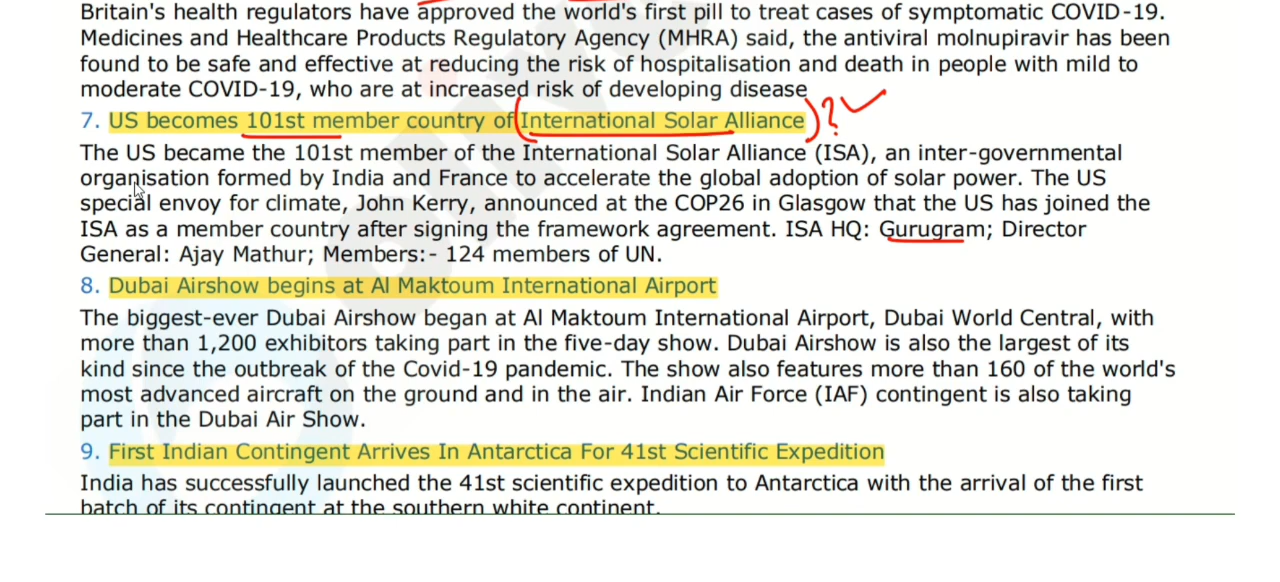 Britain's health regulators have approved the world's first pill to treat cases of symptomatic COVID-19.
Medicines and Healthcare Products Regulatory Agency (MHRA) said, the antiviral molnupiravir has been
found to be safe and effective at reducing the risk of hospitalisation and death in people with mild to
moderate COVID-19, who are at increased risk of developing disease
7. US becomes 101st member country of (International Solar Alliance)?
The US became the 101st member of the International Solar Alliance (ISA), an inter-governmental
organisation formed by India and France to accelerate the global adoption of solar power. The US
special envoy for climate, John Kerry, announced at the COP26 in Glasgow that the US has joined the
ISA as a member country after signing the framework agreement. ISA HQ: Gurugram; Director
General: Ajay Mathur; Members:- 124 members of UN.
8. Dubai Airshow begins at Al Maktoum International Airport
The biggest-ever Dubai Airshow began at Al Maktoum International Airport, Dubai World Central, with
more than 1,200 exhibitors taking part in the five-day show. Dubai Airshow is also the largest of its
kind since the outbreak of the Covid-19 pandemic. The show also features more than 160 of the world's
most advanced aircraft on the ground and in the air. Indian Air Force (IAF) contingent is also taking
part in the Dubai Air Show.
9. First Indian Contingent Arrives In Antarctica For 41st Scientific Expedition
India has successfully launched the 41st scientific expedition to Antarctica with the arrival of the first
batch of its contingent at the southern white continent.